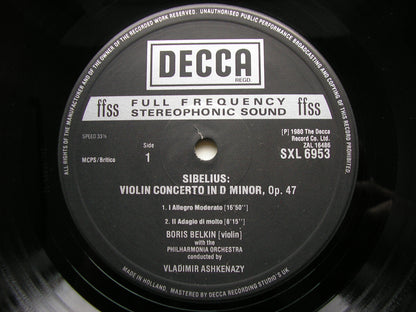 ALL RIGHTS OF THE MANUFACTURER AND OF THE OWNER OF THE RECORDED WORK RESERVED. UNAUTHORISED PUBLIC PERFORMANCE BROADCASTING AND COPYING OF THIS RECORD PROHIBITED.
DECCA
REGD.
ffss FULL FREQUENCY ffss
STEREOPHONIC SOUND
SPEED 33⅓
Side
1
MCPS/Britico
[P] 1980 The Decca
Record Co. Ltd.
ZAL 16486
SXL 6953
SIBELIUS:
VIOLIN CONCERTO IN D MINOR, Op. 47
1. I Allegro Moderato [16'50'']
2. II Adagio di molto [8'15'']
BORIS BELKIN [violin]
with the
PHILHARMONIA ORCHESTRA
conducted by
VLADIMIR ASHKENAZY
MADE IN HOLLAND, MASTERED BY DECCA RECORDING STUDIO'S UK